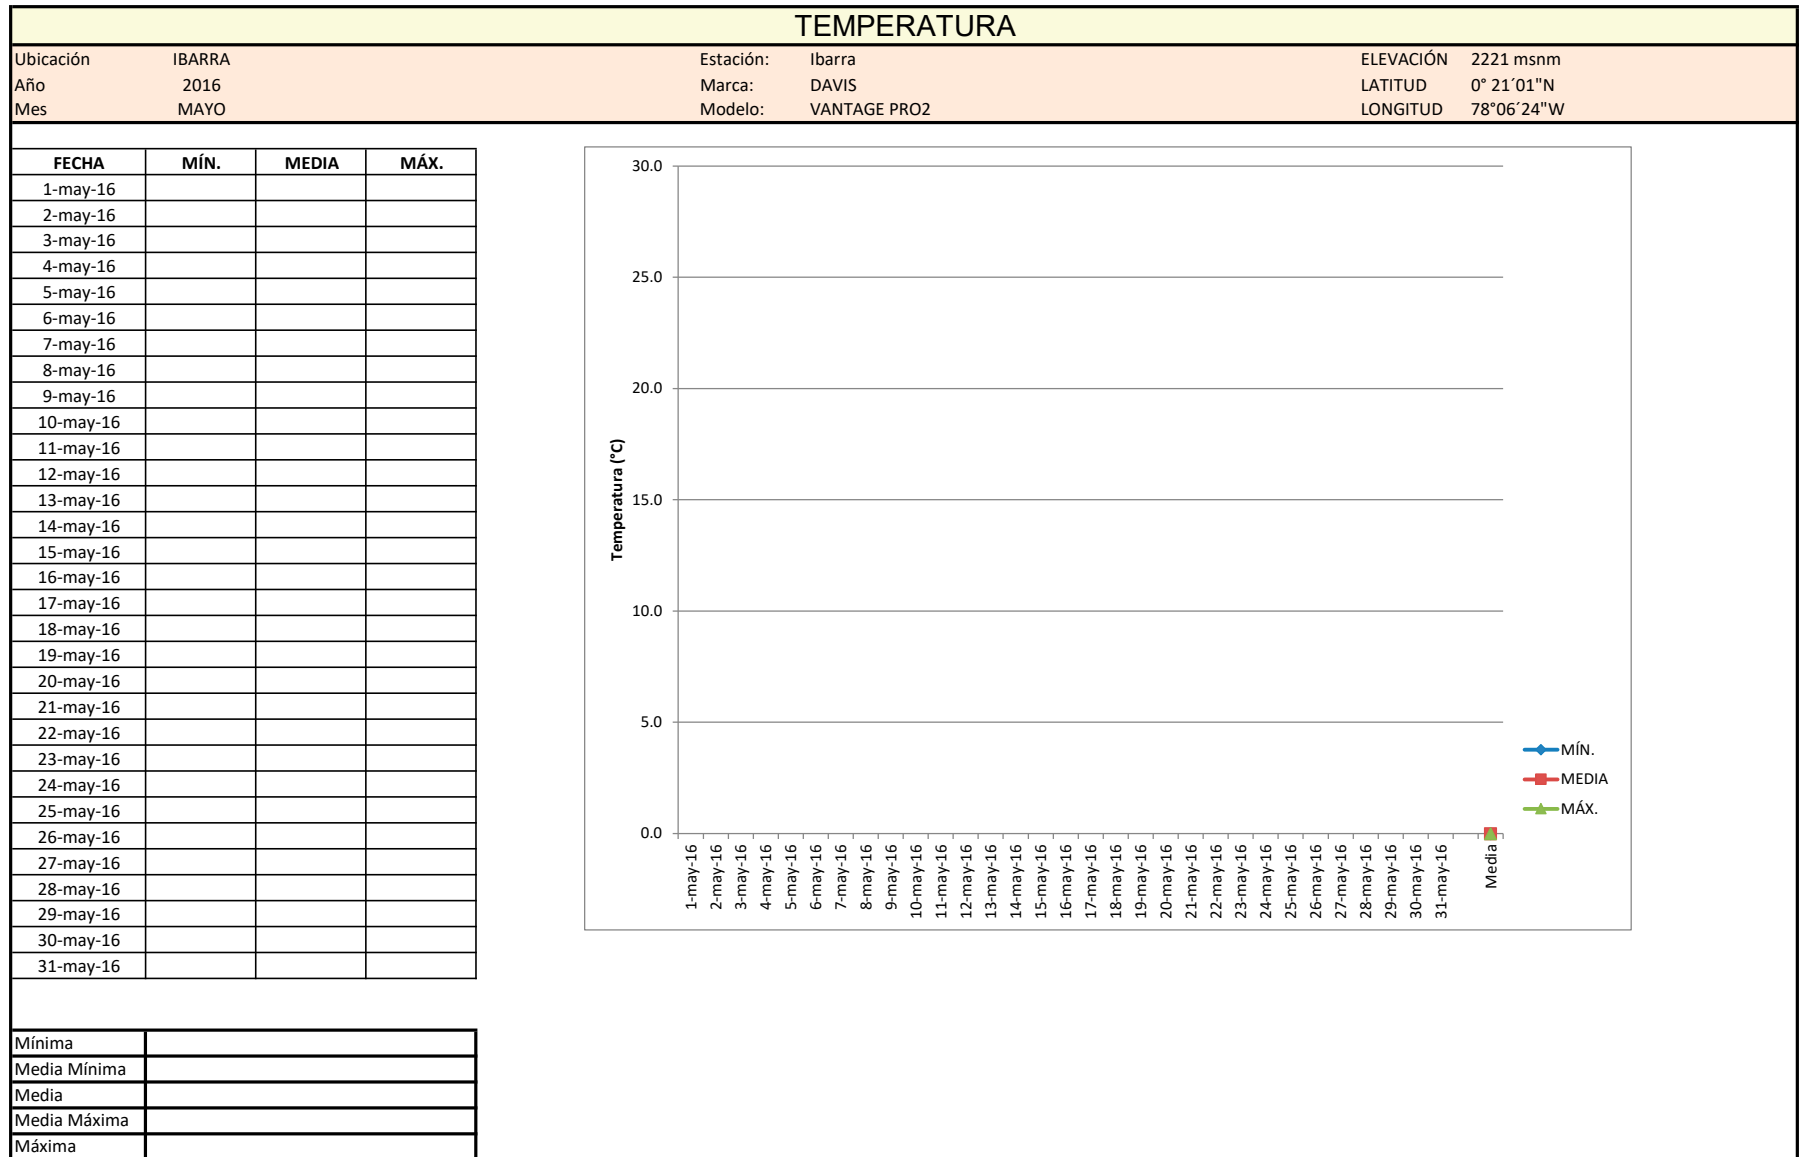 TEMPERATURA
Ubicación IBARRA Estación: Ibarra ELEVACIÓN 2221 msnm
Año 2016 Marca: DAVIS LATITUD 0° 21´01"N
Mes MAYO Modelo: VANTAGE PRO2 LONGITUD 78°06´24"W
FECHA MÍN. MEDIA MÁX.
1-may-16
2-may-16
3-may-16
4-may-16
5-may-16
6-may-16
7-may-16
8-may-16
9-may-16
10-may-16
11-may-16
12-may-16
13-may-16
14-may-16
15-may-16
16-may-16
17-may-16
18-may-16
19-may-16
20-may-16
21-may-16
22-may-16
23-may-16
24-may-16
25-may-16
26-may-16
27-may-16
28-may-16
29-may-16
30-may-16
31-may-16
Mínima
Media Mínima
Media
Media Máxima
Máxima
Temperatura (°C)
30.0
25.0
20.0
15.0
10.0
5.0
0.0
1-may-16
2-may-16
3-may-16
4-may-16
5-may-16
6-may-16
7-may-16
8-may-16
9-may-16
10-may-16
11-may-16
12-may-16
13-may-16
14-may-16
15-may-16
16-may-16
17-may-16
18-may-16
19-may-16
20-may-16
21-may-16
22-may-16
23-may-16
24-may-16
25-may-16
26-may-16
27-may-16
28-may-16
29-may-16
30-may-16
31-may-16
Media
MÍN.
MEDIA
MÁX.